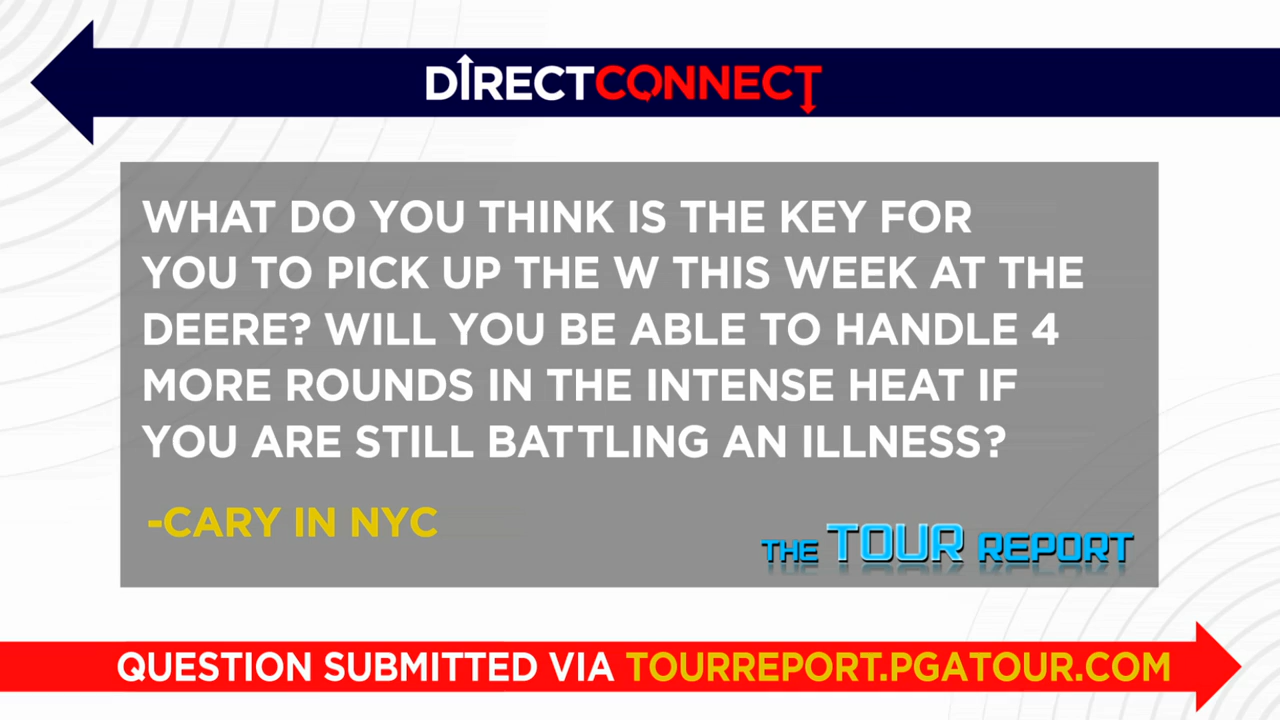 DIRECTCONNECT
WHAT DO YOU THINK IS THE KEY FOR
YOU TO PICK UP THE W THIS WEEK AT THE
DEERE? WILL YOU BE ABLE TO HANDLE 4
MORE ROUNDS IN THE INTENSE HEAT IF
YOU ARE STILL BATTLING AN ILLNESS?
-CARY IN NYC
THE TOUR REPORT
QUESTION SUBMITTED VIA TOURREPORT.PGATOUR.COM